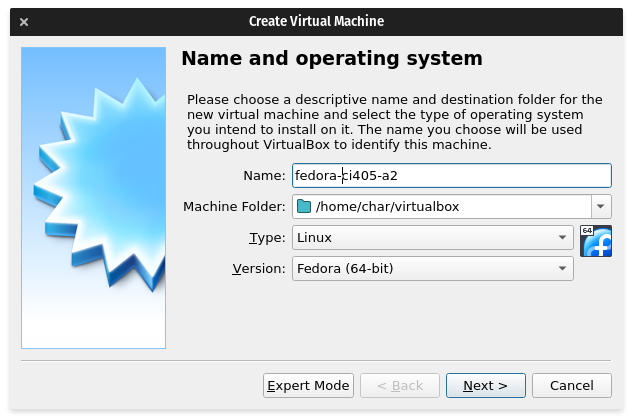 Create Virtual Machine
Name and operating system
Please choose a descriptive name and destination folder for the
new virtual machine and select the type of operating system
you intend to install on it. The name you choose will be used
throughout VirtualBox to identify this machine.
Name: fedora-ci405-a2
Machine Folder: /home/char/virtualbox
Type: Linux
64
Version: Fedora (64-bit)
Expert Mode < Back Next > Cancel